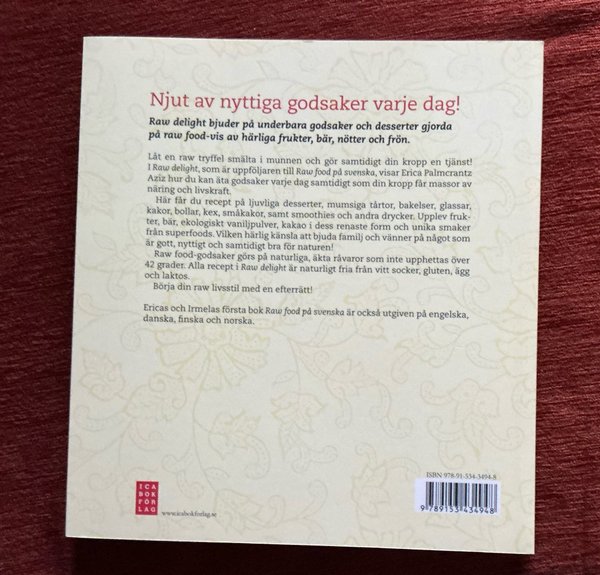 Njut av nyttiga godsaker varje dag!
Raw delight bjuder på underbara godsaker och desserter gjorda
på raw food-vis av härliga frukter, bär, nötter och frön.
Låt en raw tryffel smälta i munnen och gör samtidigt din kropp en tjänst!
I Raw delight, som är uppföljaren till Raw food på svenska, visar Erica Palmcrantz
Aziz hur du kan äta godsaker varje dag samtidigt som din kropp får massor av
näring och livskraft.
Här får du recept på ljuvliga desserter, mumsiga tårtor, bakelser, glassar,
kakor, bollar, kex, småkakor, samt smoothies och andra drycker. Upplev fruk-
ter, bär, ekologiskt vaniljpulver, kakao i dess renaste form och unika smaker
från superfoods. Vilken härlig känsla att bjuda familj och vänner på något som
är gott, nyttigt och samtidigt bra för naturen!
Raw food-godsaker görs på naturliga, äkta råvaror som inte upphettas över
42 grader. Alla recept i Raw delight är naturligt fria från vitt socker, gluten, ägg
och laktos.
Börja din raw livsstil med en efterrätt!
Ericas och Irmelas första bok Raw food på svenska är också utgiven på engelska,
danska, finska och norska.
ICA
BOK
FÖR
LAG
www.icabokforlag.se
ISBN 978-91-534-3494-8
9 789153 434948